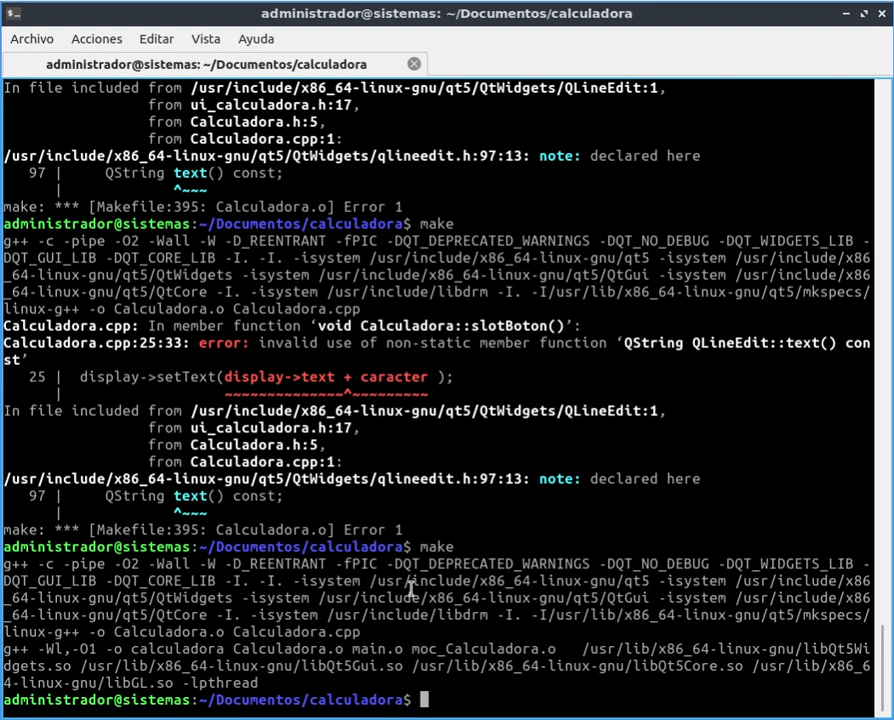 administrador@sistemas: ~/Documentos/calculadora
Archivo Acciones Editar Vista Ayuda
administrador@sistemas: ~/Documentos/calculadora
In file included from /usr/include/x86_64-linux-gnu/qt5/QtWidgets/QLineEdit:1,
                 from ui_calculadora.h:17,
                 from Calculadora.h:5,
                 from Calculadora.cpp:1:
/usr/include/x86_64-linux-gnu/qt5/QtWidgets/qlineedit.h:97:13: note: declared here
   97 |     QString text() const;
      |             ^~~~
make: *** [Makefile:395: Calculadora.o] Error 1
administrador@sistemas:~/Documentos/calculadora$ make
g++ -c -pipe -O2 -Wall -W -D_REENTRANT -fPIC -DQT_DEPRECATED_WARNINGS -DQT_NO_DEBUG -DQT_WIDGETS_LIB -
DQT_GUI_LIB -DQT_CORE_LIB -I. -I. -isystem /usr/include/x86_64-linux-gnu/qt5 -isystem /usr/include/x86
_64-linux-gnu/qt5/QtWidgets -isystem /usr/include/x86_64-linux-gnu/qt5/QtGui -isystem /usr/include/x86
_64-linux-gnu/qt5/QtCore -I. -isystem /usr/include/libdrm -I. -I/usr/lib/x86_64-linux-gnu/qt5/mkspecs/
linux-g++ -o Calculadora.o Calculadora.cpp
Calculadora.cpp: In member function ‘void Calculadora::slotBoton()’:
Calculadora.cpp:25:33: error: invalid use of non-static member function ‘QString QLineEdit::text() con
st’
   25 |  display->setText(display->text + caracter );
      |                   ~~~~~~~~~~~~~~^~~~~~~~~~
In file included from /usr/include/x86_64-linux-gnu/qt5/QtWidgets/QLineEdit:1,
                 from ui_calculadora.h:17,
                 from Calculadora.h:5,
                 from Calculadora.cpp:1:
/usr/include/x86_64-linux-gnu/qt5/QtWidgets/qlineedit.h:97:13: note: declared here
   97 |     QString text() const;
      |             ^~~~
make: *** [Makefile:395: Calculadora.o] Error 1
administrador@sistemas:~/Documentos/calculadora$ make
g++ -c -pipe -O2 -Wall -W -D_REENTRANT -fPIC -DQT_DEPRECATED_WARNINGS -DQT_NO_DEBUG -DQT_WIDGETS_LIB -
DQT_GUI_LIB -DQT_CORE_LIB -I. -I. -isystem /usr/include/x86_64-linux-gnu/qt5 -isystem /usr/include/x86
_64-linux-gnu/qt5/QtWidgets -isystem /usr/include/x86_64-linux-gnu/qt5/QtGui -isystem /usr/include/x86
_64-linux-gnu/qt5/QtCore -I. -isystem /usr/include/libdrm -I. -I/usr/lib/x86_64-linux-gnu/qt5/mkspecs/
linux-g++ -o Calculadora.o Calculadora.cpp
g++ -Wl,-O1 -o calculadora Calculadora.o main.o moc_Calculadora.o   /usr/lib/x86_64-linux-gnu/libQt5Wi
dgets.so /usr/lib/x86_64-linux-gnu/libQt5Gui.so /usr/lib/x86_64-linux-gnu/libQt5Core.so /usr/lib/x86_6
4-linux-gnu/libGL.so -lpthread
administrador@sistemas:~/Documentos/calculadora$